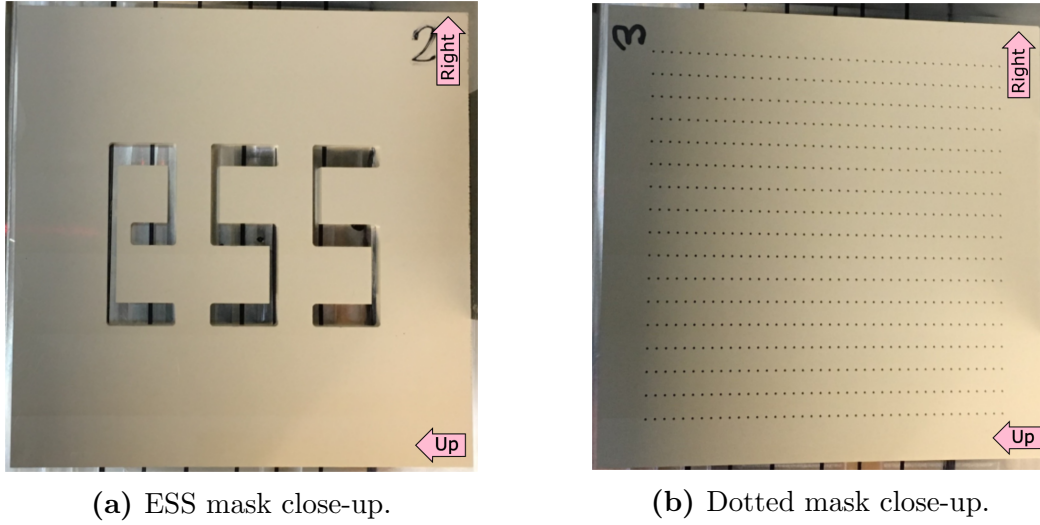 2
Right
ess
Up
(a) ESS mask close-up.
3
Right
Up
(b) Dotted mask close-up.